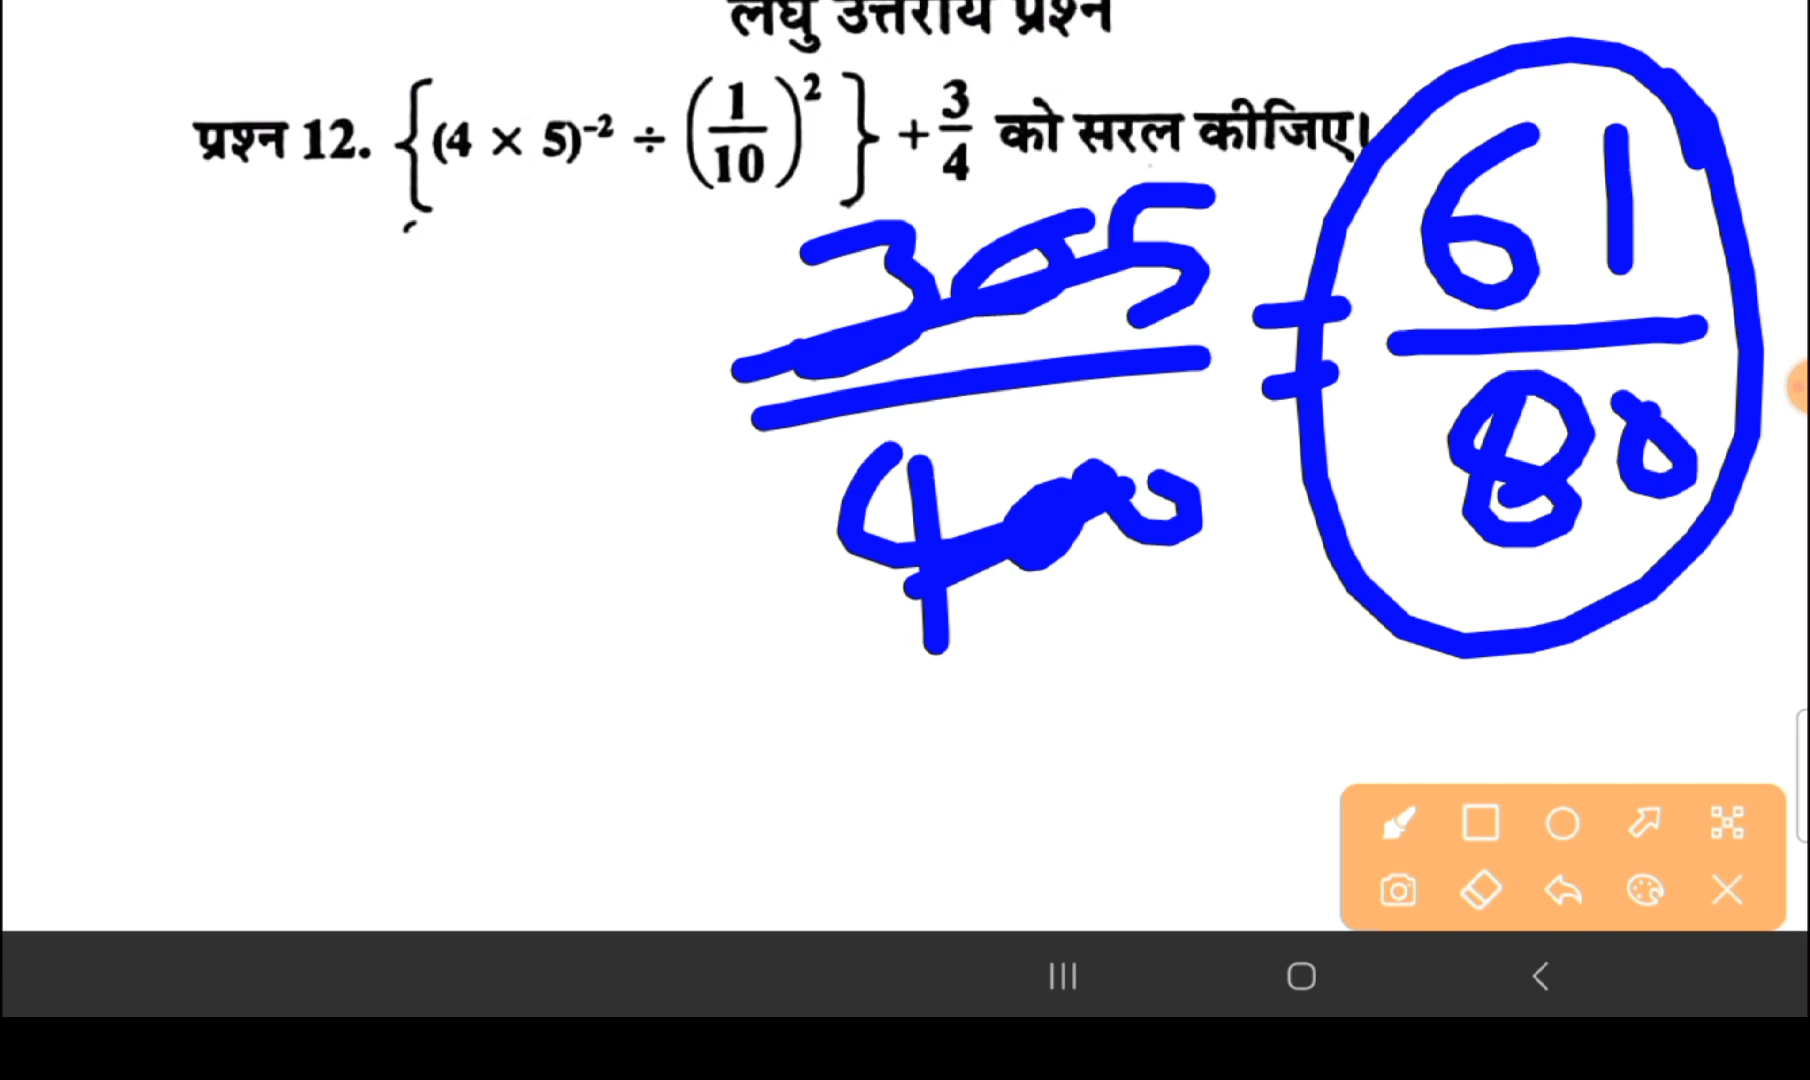 लघु उत्तरीय प्रश्न
प्रश्न 12. {(4 × 5)⁻² ÷ (1/10)²} + 3/4 को सरल कीजिए।
305/400 = 61/80